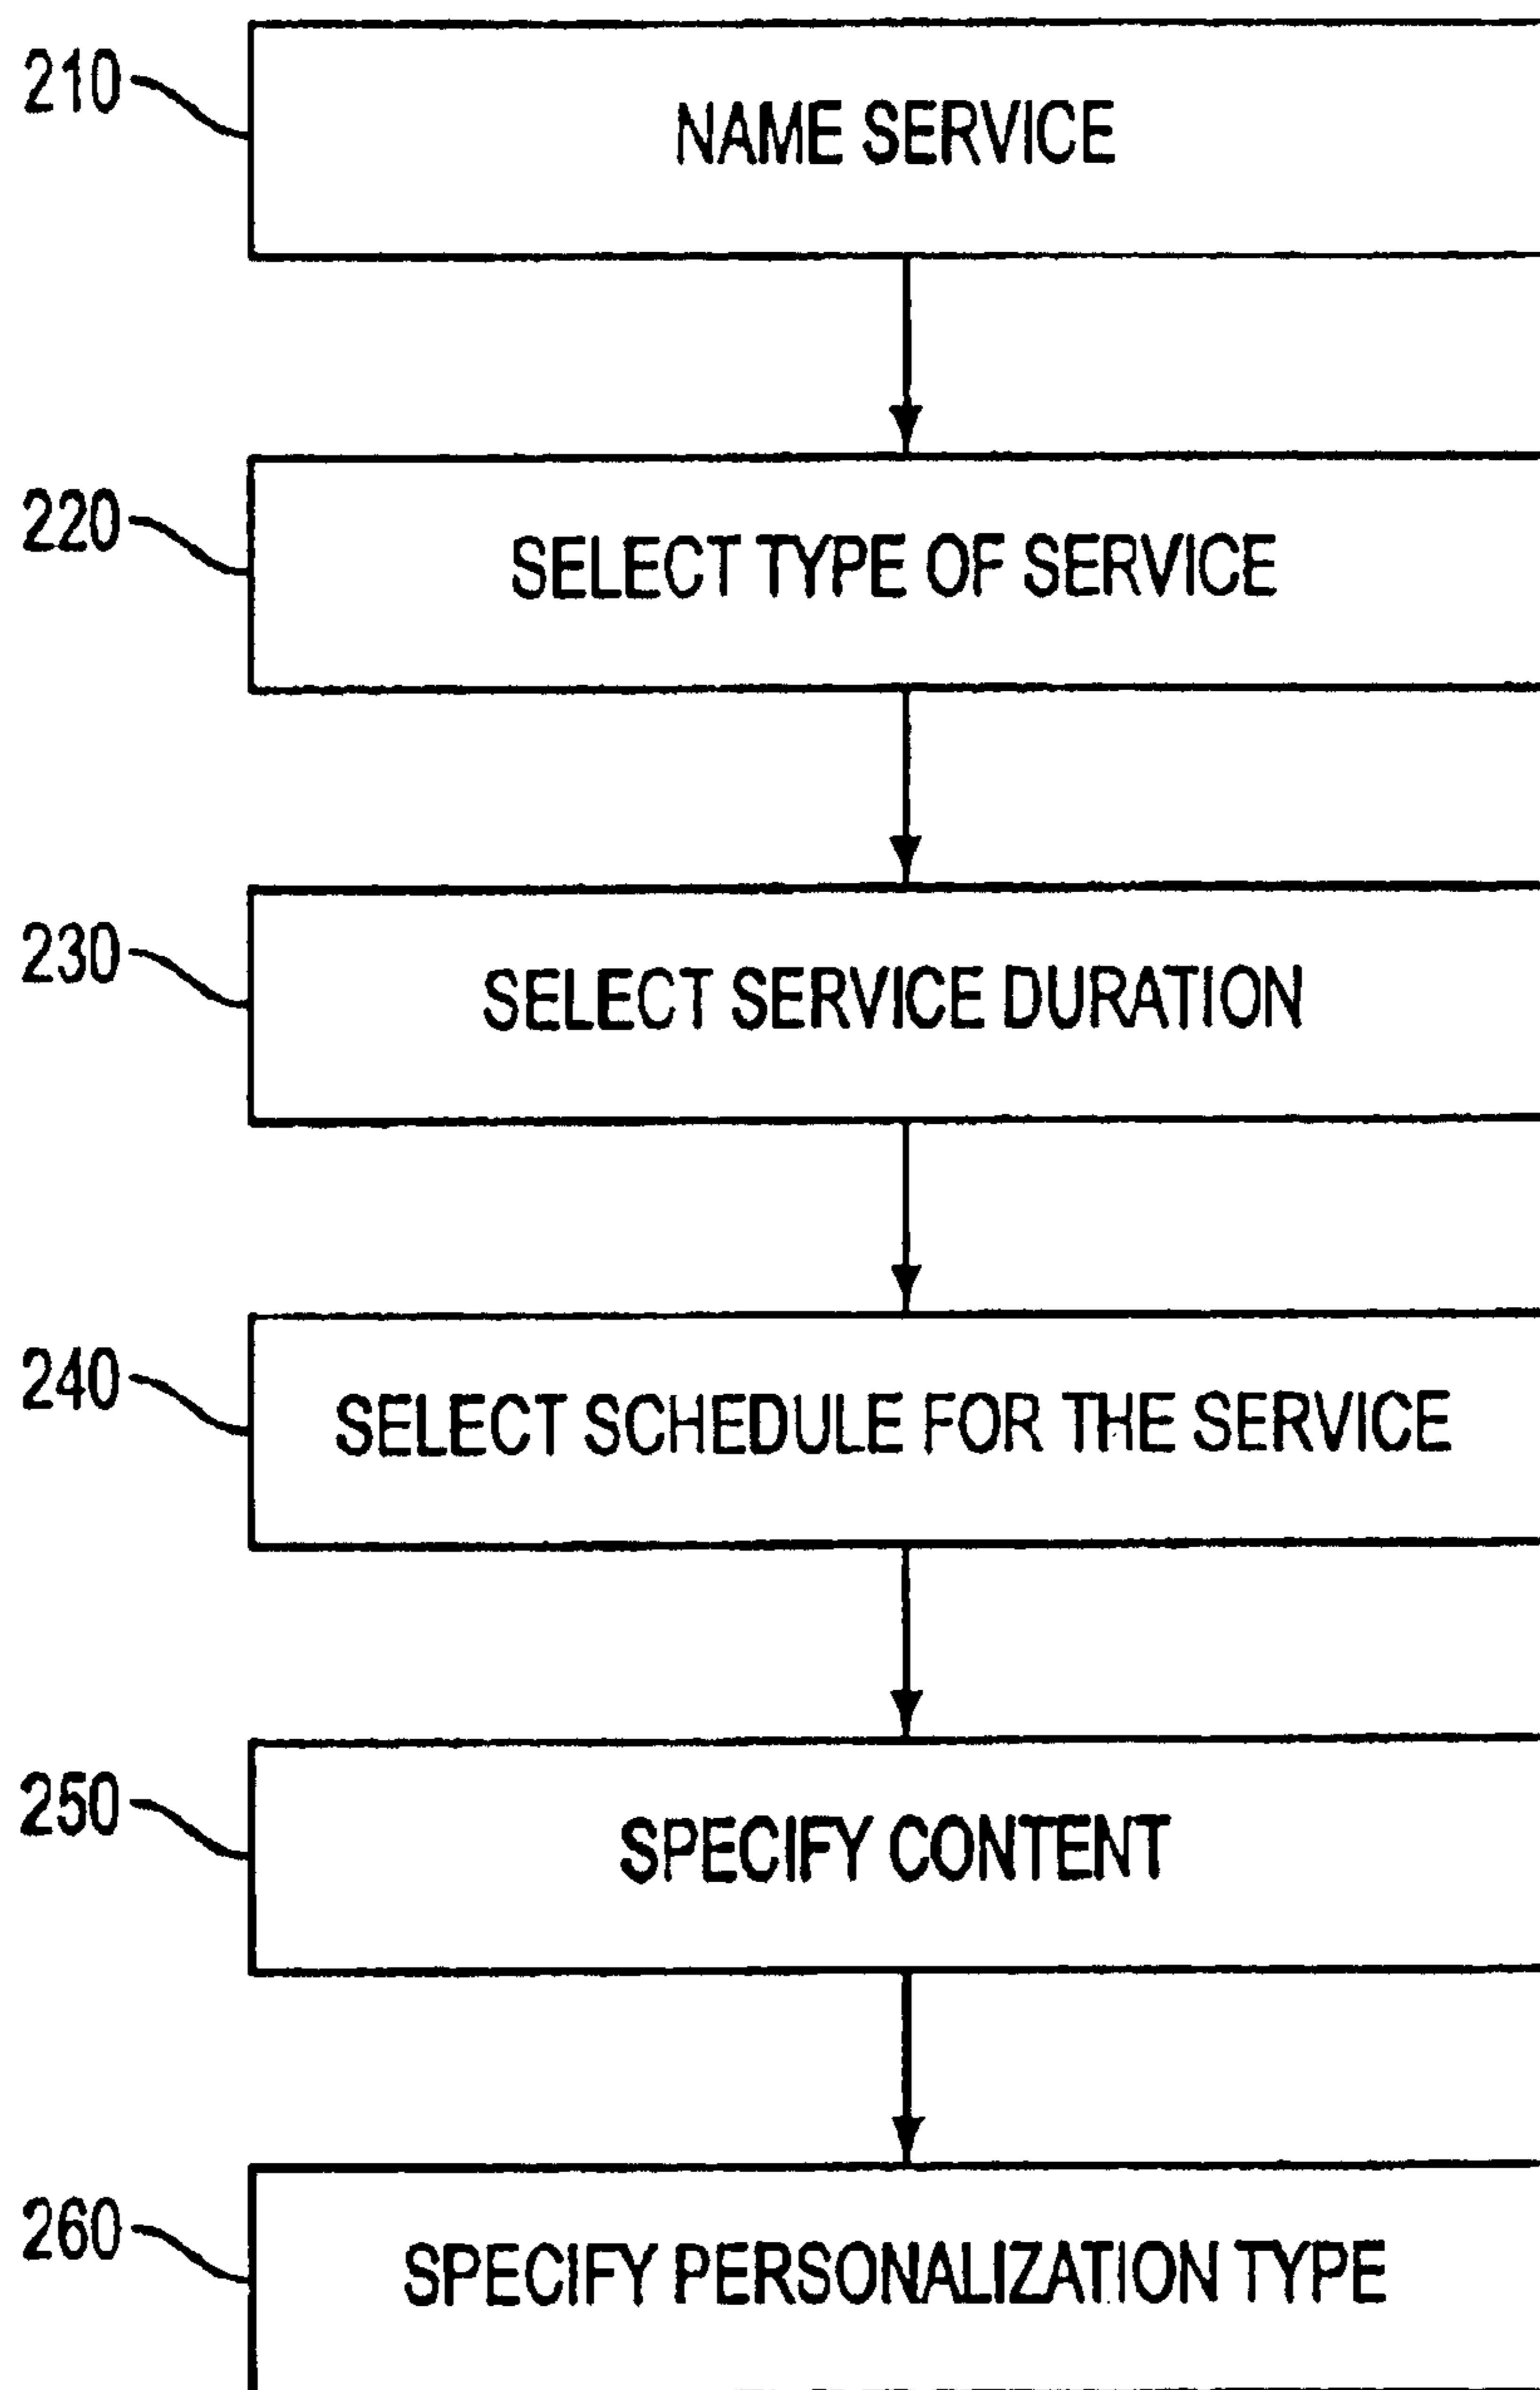 210
NAME SERVICE
220
SELECT TYPE OF SERVICE
230
SELECT SERVICE DURATION
240
SELECT SCHEDULE FOR THE SERVICE
250
SPECIFY CONTENT
260
SPECIFY PERSONALIZATION TYPE